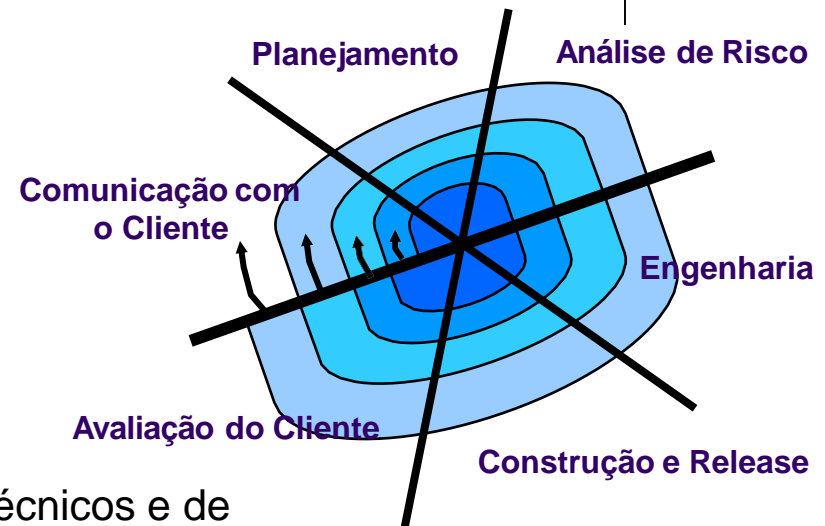 Planejamento
Análise de Risco
Comunicação com
o Cliente
Engenharia
Avaliação do Cliente
Construção e Release
écnicos e de